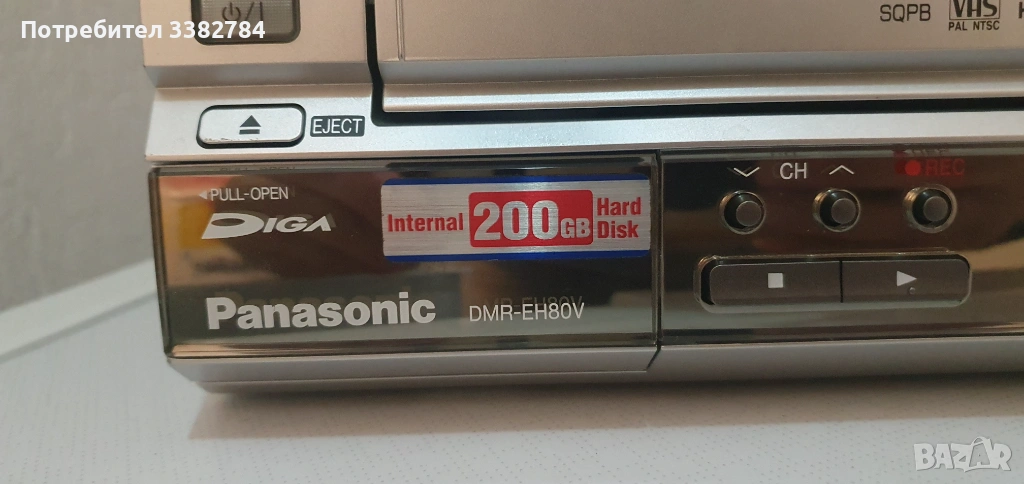 Потребител 3382784
SQPB VHS
PAL NTSC
EJECT
PULL-OPEN
DIGA
Internal 200GB Hard Disk
CH
REC
Panasonic DMR-EH80V
BAZAR